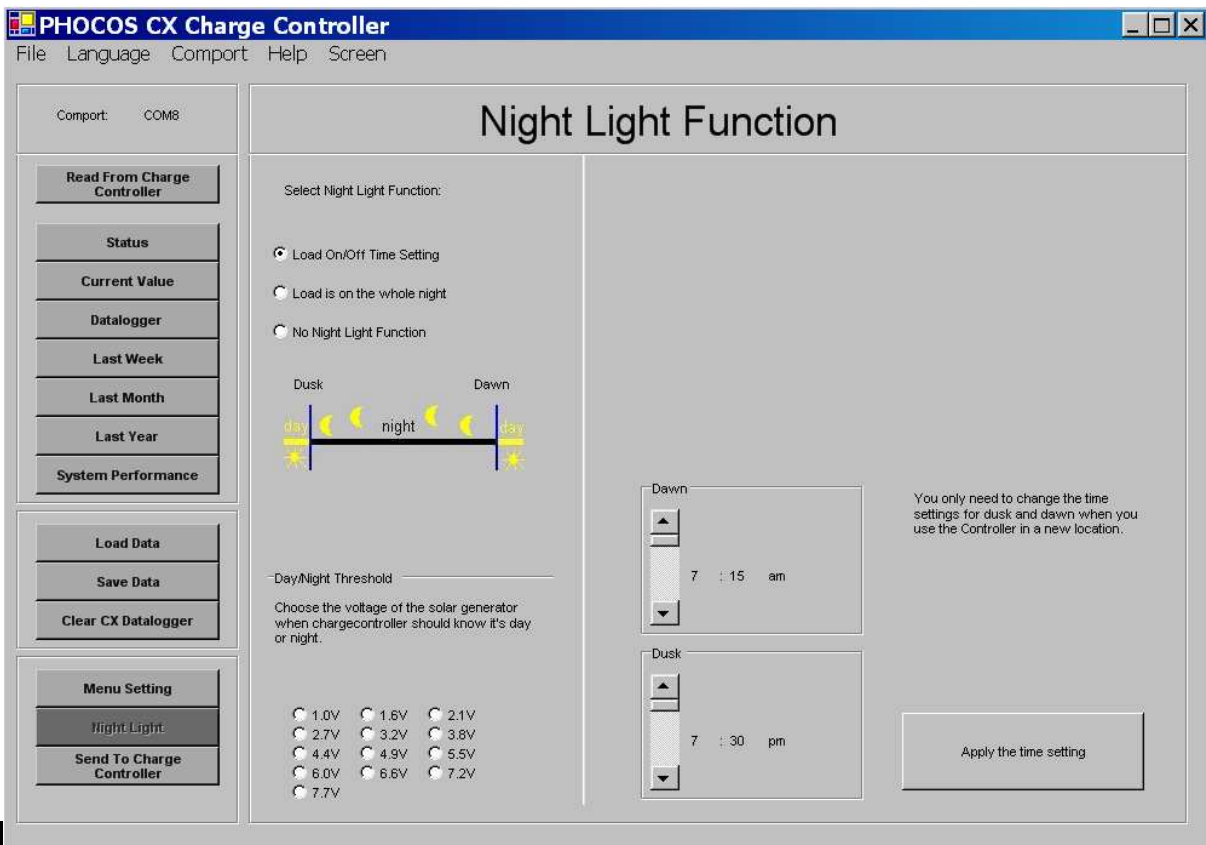 PHOCOS CX Charge Controller
File Language Comport Help Screen
Comport: COM8
Night Light Function
Read From Charge
Controller
Status
Current Value
Datalogger
Last Week
Last Month
Last Year
System Performance
Load Data
Save Data
Clear CX Datalogger
Menu Setting
Night Light
Send To Charge
Controller
Select Night Light Function:
Load On/Off Time Setting
Load is on the whole night
No Night Light Function
Dusk Dawn
day night day
Day/Night Threshold
Choose the voltage of the solar generator
when chargecontroller should know it's day
or night.
1.0V 1.6V 2.1V
2.7V 3.2V 3.8V
4.4V 4.9V 5.5V
6.0V 6.6V 7.2V
7.7V
Dawn
7 : 15 am
Dusk
7 : 30 pm
You only need to change the time
settings for dusk and dawn when you
use the Controller in a new location.
Apply the time setting